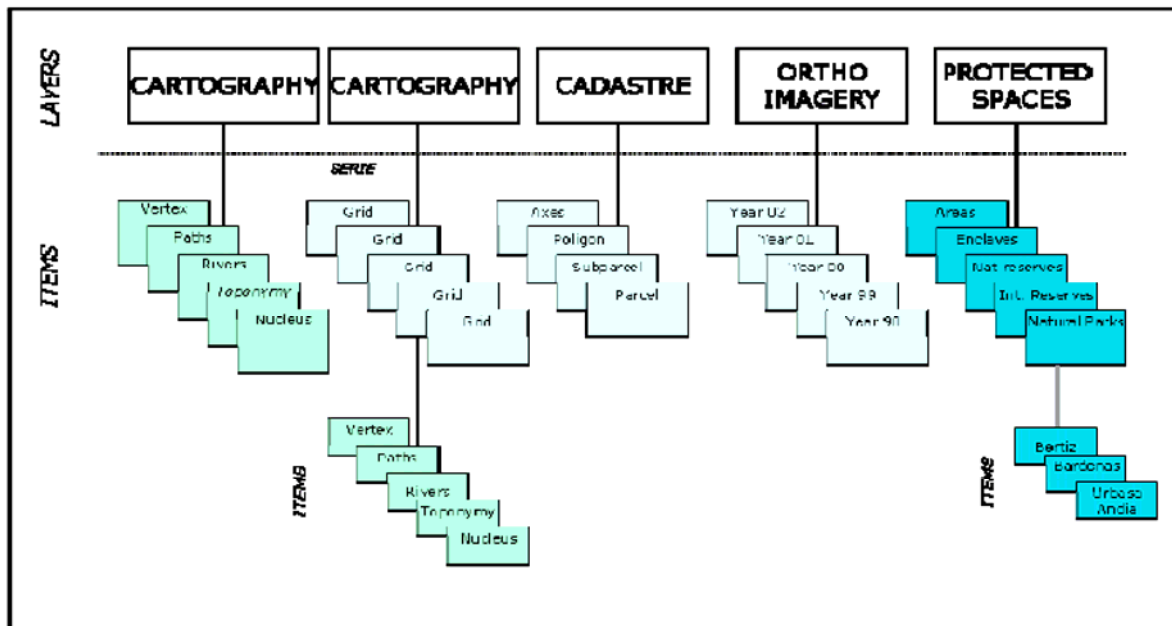 LAYERS
CARTOGRAPHY
CARTOGRAPHY
CADASTRE
ORTHO
IMAGERY
PROTECTED
SPACES
SERIE
ITEMS
Vertex
Paths
Rivers
Toponymy
Nucleus
Grid
Grid
Grid
Grid
Grid
Axes
Poligon
Subparcel
Parcel
Year 02
Year 01
Year 00
Year 99
Year 98
Areas
Enclaves
Nat reserves
Int. Reserves
Natural Parks
ITEMS
Vertex
Paths
Rivers
Toponymy
Nucleus
ITEMS
Bertiz
Bardenas
Urbasa
Andia